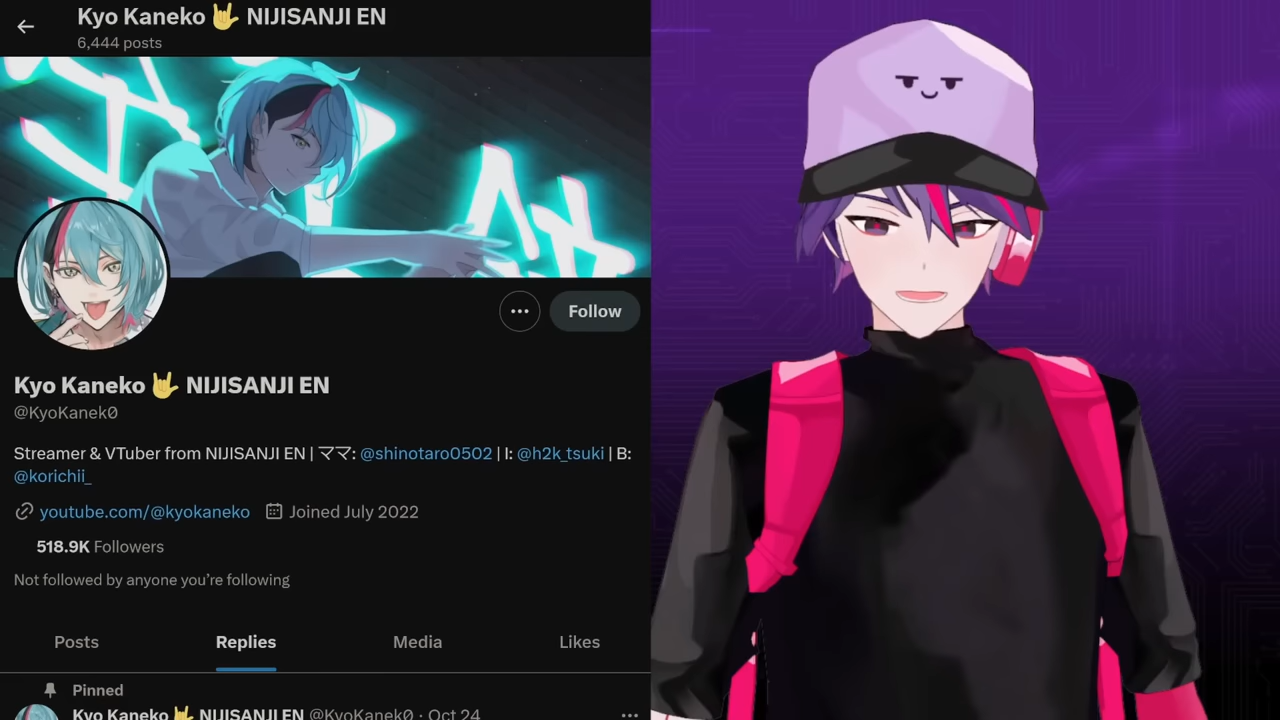 Kyo Kaneko 🤟 NIJISANJI EN
6,444 posts
Follow
Kyo Kaneko 🤟 NIJISANJI EN
@KyoKanek0
Streamer & VTuber from NIJISANJI EN | ママ: @shinotaro0502 | I: @h2k_tsuki | B:
@korichii_
youtube.com/@kyokaneko Joined July 2022
518.9K Followers
Not followed by anyone you're following
Posts Replies Media Likes
Pinned
Kyo Kaneko 🤟 NIJISANJI EN @KyoKanek0 · Oct 24